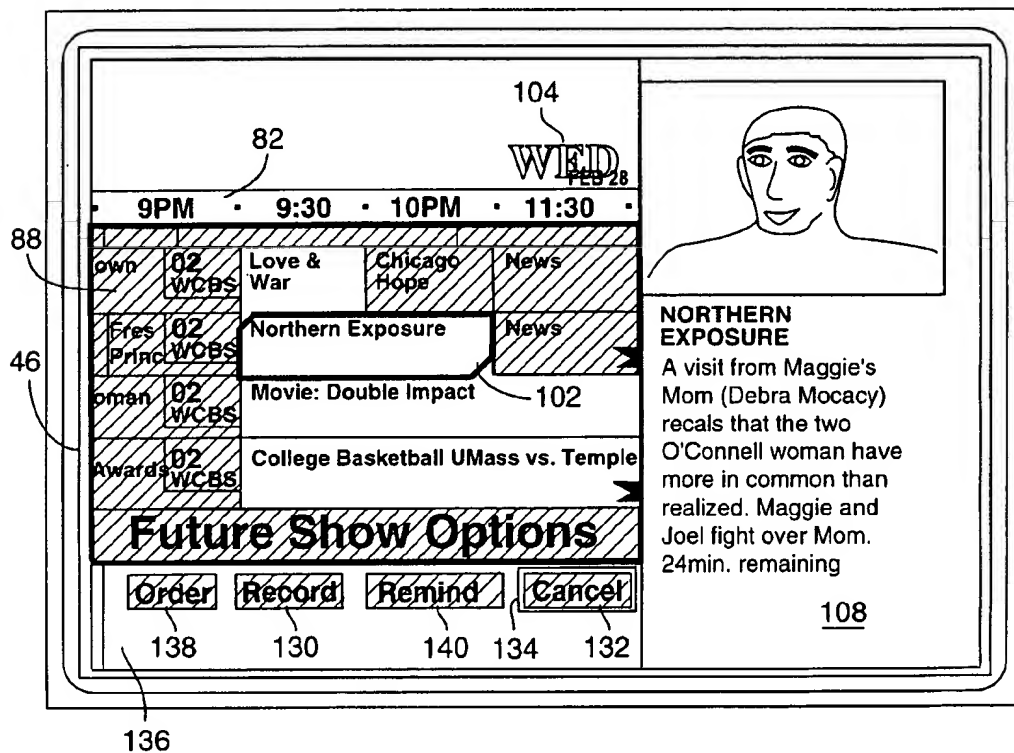 104
WED
FEB 28
82
9PM · 9:30 · 10PM · 11:30 ·
88
own 02 WCBS Love & War Chicago Hope News
Fres Princ 02 WCBS Northern Exposure News
46
102
oman 02 WCBS Movie: Double Impact
Awards 02 WCBS College Basketball UMass vs. Temple
Future Show Options
Order Record Remind Cancel
138 130 140 134 132
136
NORTHERN
EXPOSURE
A visit from Maggie's
Mom (Debra Mocacy)
recals that the two
O'Connell woman have
more in common than
realized. Maggie and
Joel fight over Mom.
24min. remaining
108